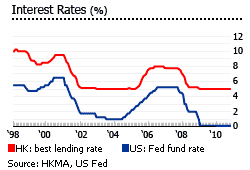 Interest Rates (%)
12
10
8
6
4
2
0
'98 2000 '02 '04 '06 '08 '10
HK: best lending rate US: Fed fund rate
Source: HKMA, US Fed